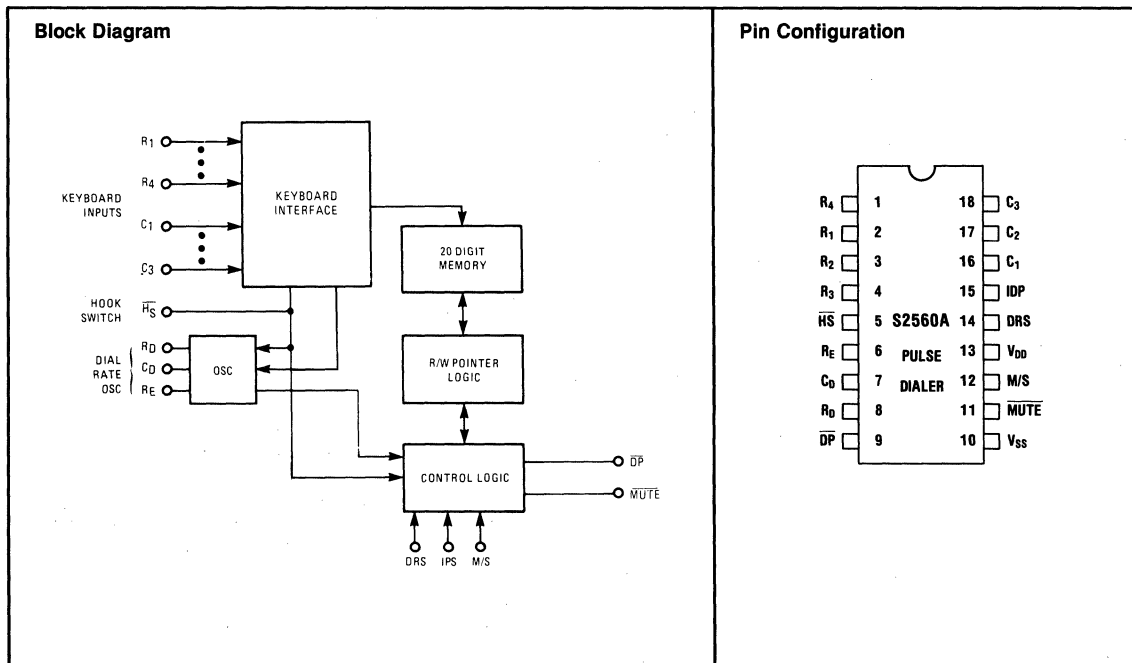 Block Diagram
R1
R4
KEYBOARD
INPUTS
C1
C3
HOOK
SWITCH
HS
DIAL
RATE
OSC
RD
CD
RE
KEYBOARD
INTERFACE
OSC
20 DIGIT
MEMORY
R/W POINTER
LOGIC
CONTROL LOGIC
DP
MUTE
DRS IPS M/S
Pin Configuration
R4 1 18 C3
R1 2 17 C2
R2 3 16 C1
R3 4 15 IDP
HS 5 S2560A 14 DRS
RE 6 PULSE 13 VDD
CD 7 DIALER 12 M/S
RD 8 11 MUTE
DP 9 10 VSS